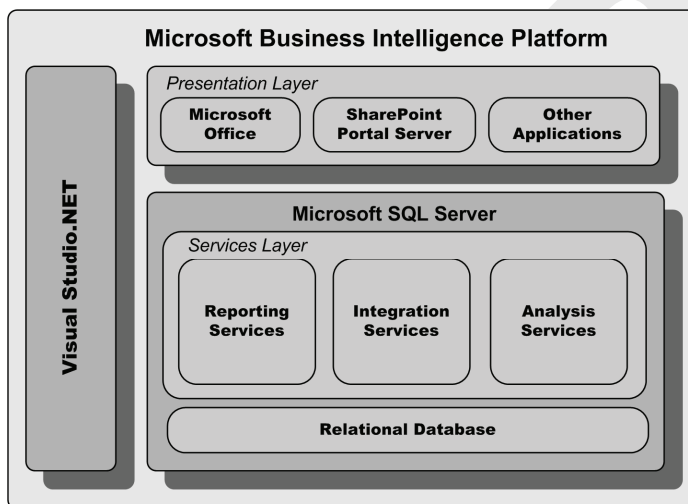 Microsoft Business Intelligence Platform
Visual Studio.NET
Presentation Layer
Microsoft
Office
SharePoint
Portal Server
Other
Applications
Microsoft SQL Server
Services Layer
Reporting
Services
Integration
Services
Analysis
Services
Relational Database